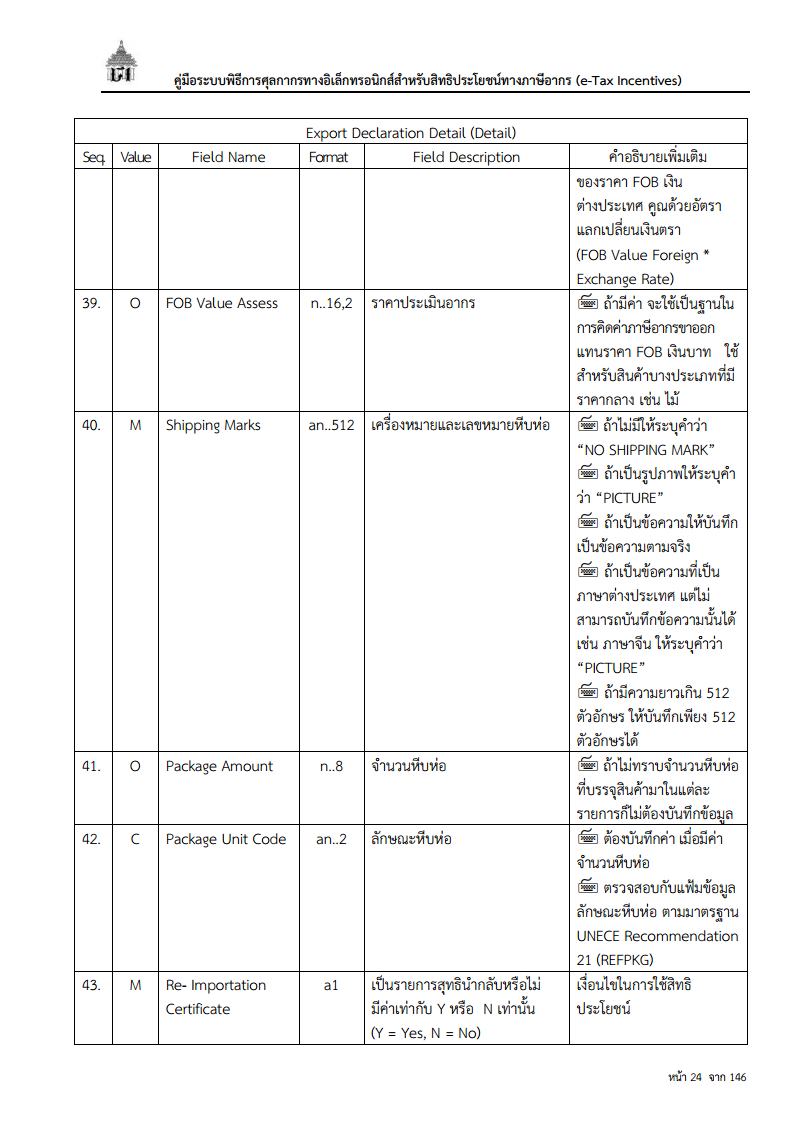 คู่มือระบบพิธีการศุลกากรทางอิเล็กทรอนิกส์สำหรับสิทธิประโยชน์ทางภาษีอากร (e-Tax Incentives)
Export Declaration Detail (Detail)
Seq. Value Field Name Format Field Description คำอธิบายเพิ่มเติม
ของราคา FOB เงิน
ต่างประเทศ คูณด้วยอัตรา
แลกเปลี่ยนเงินตรา
(FOB Value Foreign *
Exchange Rate)
39. O FOB Value Assess n..16,2 ราคาประเมินอากร ถ้ามีค่า จะใช้เป็นฐานใน
การคิดค่าภาษีอากรขาออก
แทนราคา FOB เงินบาท ใช้
สำหรับสินค้าบางประเภทที่มี
ราคากลาง เช่น ไม้
40. M Shipping Marks an..512 เครื่องหมายและเลขหมายหีบห่อ ถ้าไม่มีให้ระบุคำว่า
“NO SHIPPING MARK”
ถ้าเป็นรูปภาพให้ระบุคำ
ว่า “PICTURE”
ถ้าเป็นข้อความให้บันทึก
เป็นข้อความตามจริง
ถ้าเป็นข้อความที่เป็น
ภาษาต่างประเทศ แต่ไม่
สามารถบันทึกข้อความนั้นได้
เช่น ภาษาจีน ให้ระบุคำว่า
“PICTURE”
ถ้ามีความยาวเกิน 512
ตัวอักษร ให้บันทึกเพียง 512
ตัวอักษรได้
41. O Package Amount n..8 จำนวนหีบห่อ ถ้าไม่ทราบจำนวนหีบห่อ
ที่บรรจุสินค้ามาในแต่ละ
รายการก็ไม่ต้องบันทึกข้อมูล
42. C Package Unit Code an..2 ลักษณะหีบห่อ ต้องบันทึกค่า เมื่อมีค่า
จำนวนหีบห่อ
ตรวจสอบกับแฟ้มข้อมูล
ลักษณะหีบห่อ ตามมาตรฐาน
UNECE Recommendation
21 (REFPKG)
43. M Re- Importation a1 เป็นรายการสุทธินำกลับหรือไม่ เงื่อนไขในการใช้สิทธิ
Certificate มีค่าเท่ากับ Y หรือ N เท่านั้น ประโยชน์
(Y = Yes, N = No)
หน้า 24 จาก 146